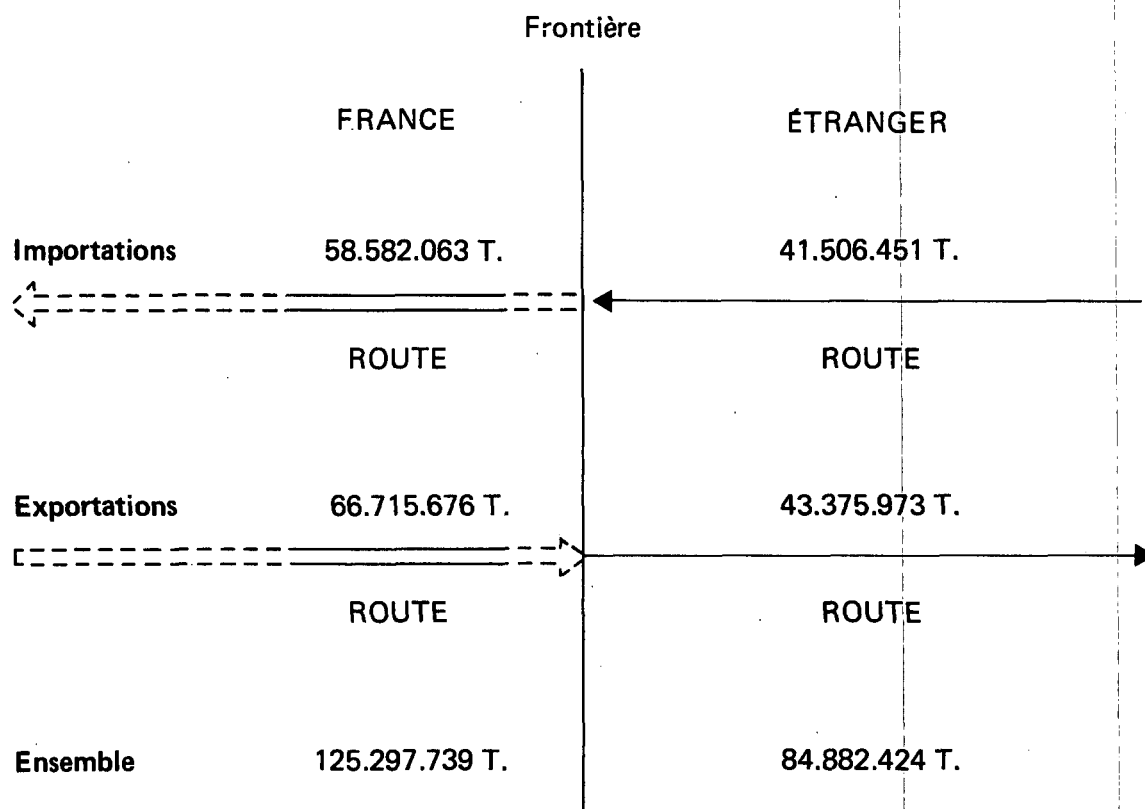 Frontière
FRANCE ÉTRANGER
Importations 58.582.063 T. 41.506.451 T.
ROUTE ROUTE
Exportations 66.715.676 T. 43.375.973 T.
ROUTE ROUTE
Ensemble 125.297.739 T. 84.882.424 T.